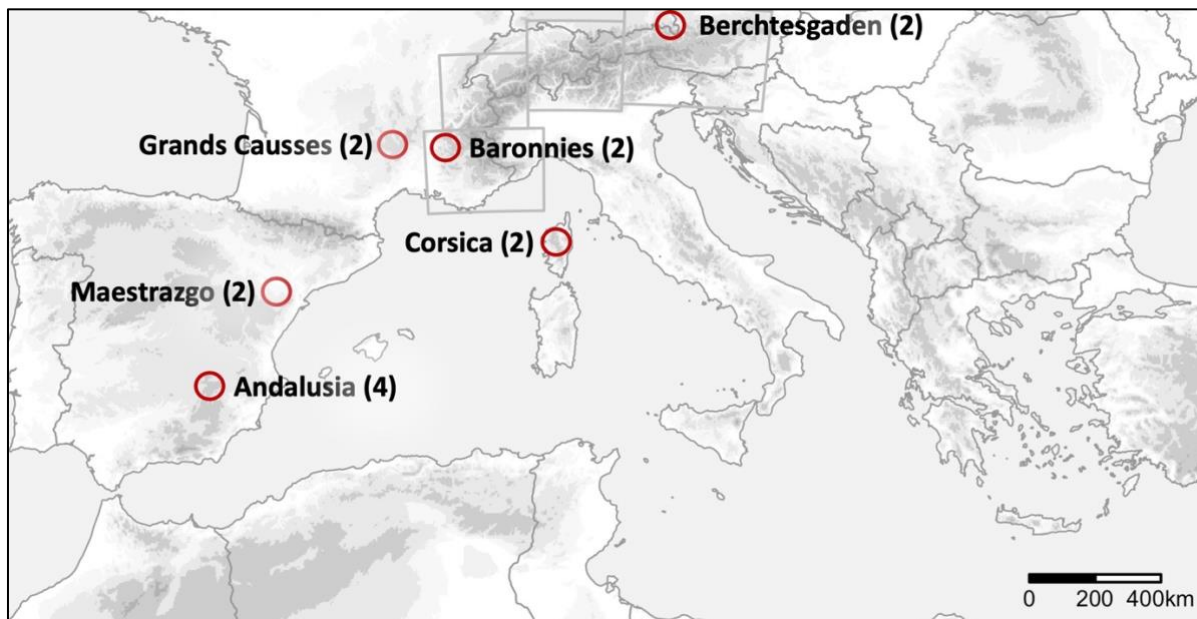 Berchtesgaden (2)
Grands Causses (2)
Baronnies (2)
Corsica (2)
Maestrazgo (2)
Andalusia (4)
0 200 400km